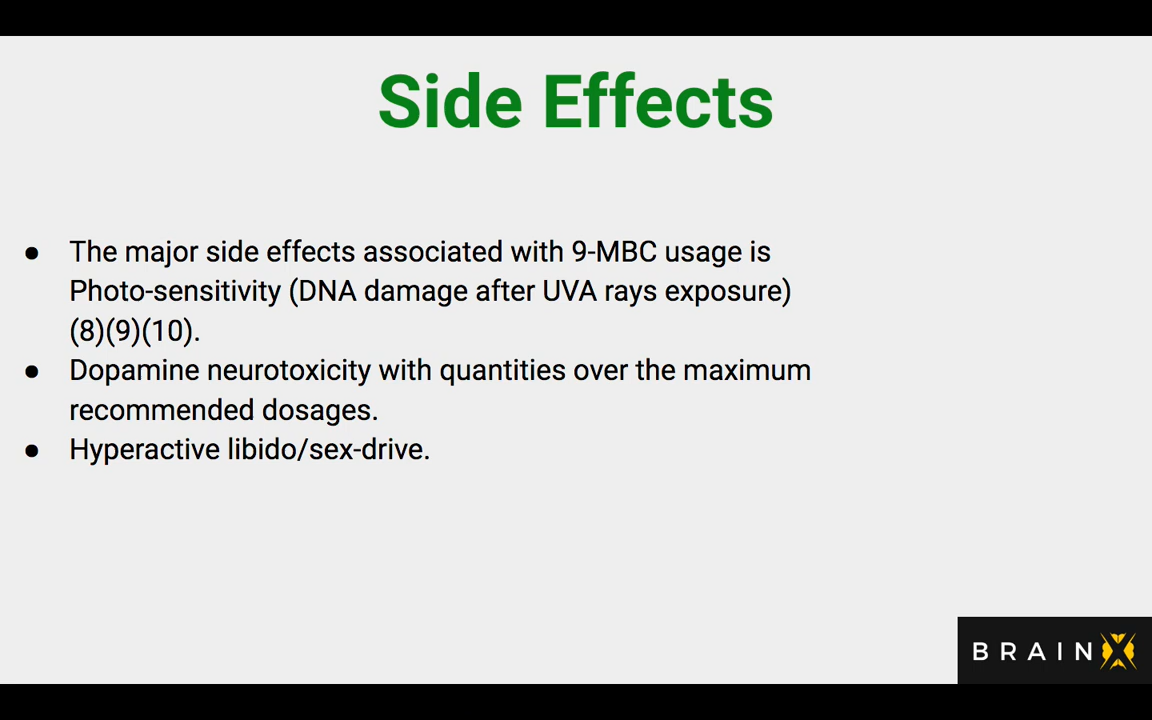 Side Effects
● The major side effects associated with 9-MBC usage is
Photo-sensitivity (DNA damage after UVA rays exposure)
(8)(9)(10).
● Dopamine neurotoxicity with quantities over the maximum
recommended dosages.
● Hyperactive libido/sex-drive.
BRAINX